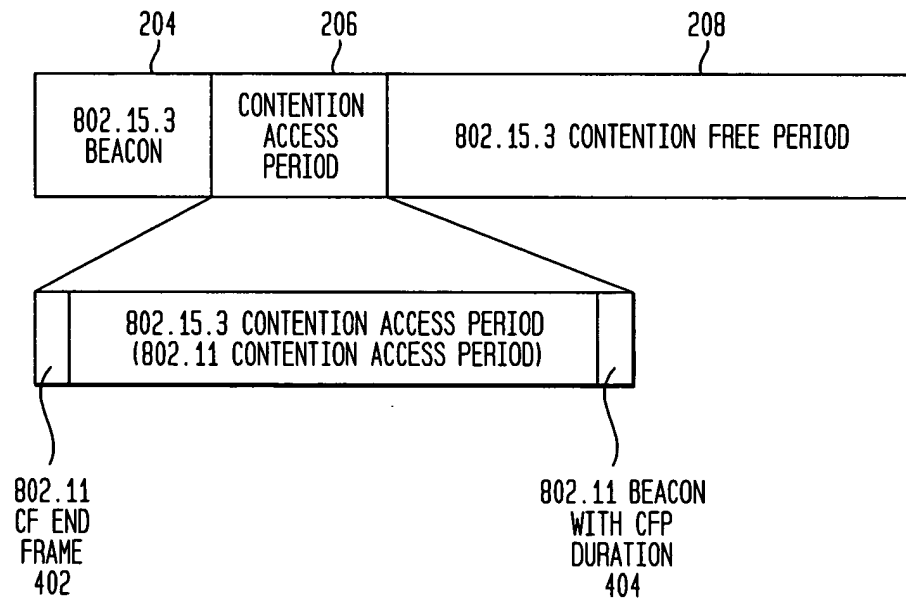 204
206
208
802.15.3
BEACON
CONTENTION
ACCESS
PERIOD
802.15.3 CONTENTION FREE PERIOD
802.15.3 CONTENTION ACCESS PERIOD
(802.11 CONTENTION ACCESS PERIOD)
802.11
CF END
FRAME
402
802.11 BEACON
WITH CFP
DURATION
404